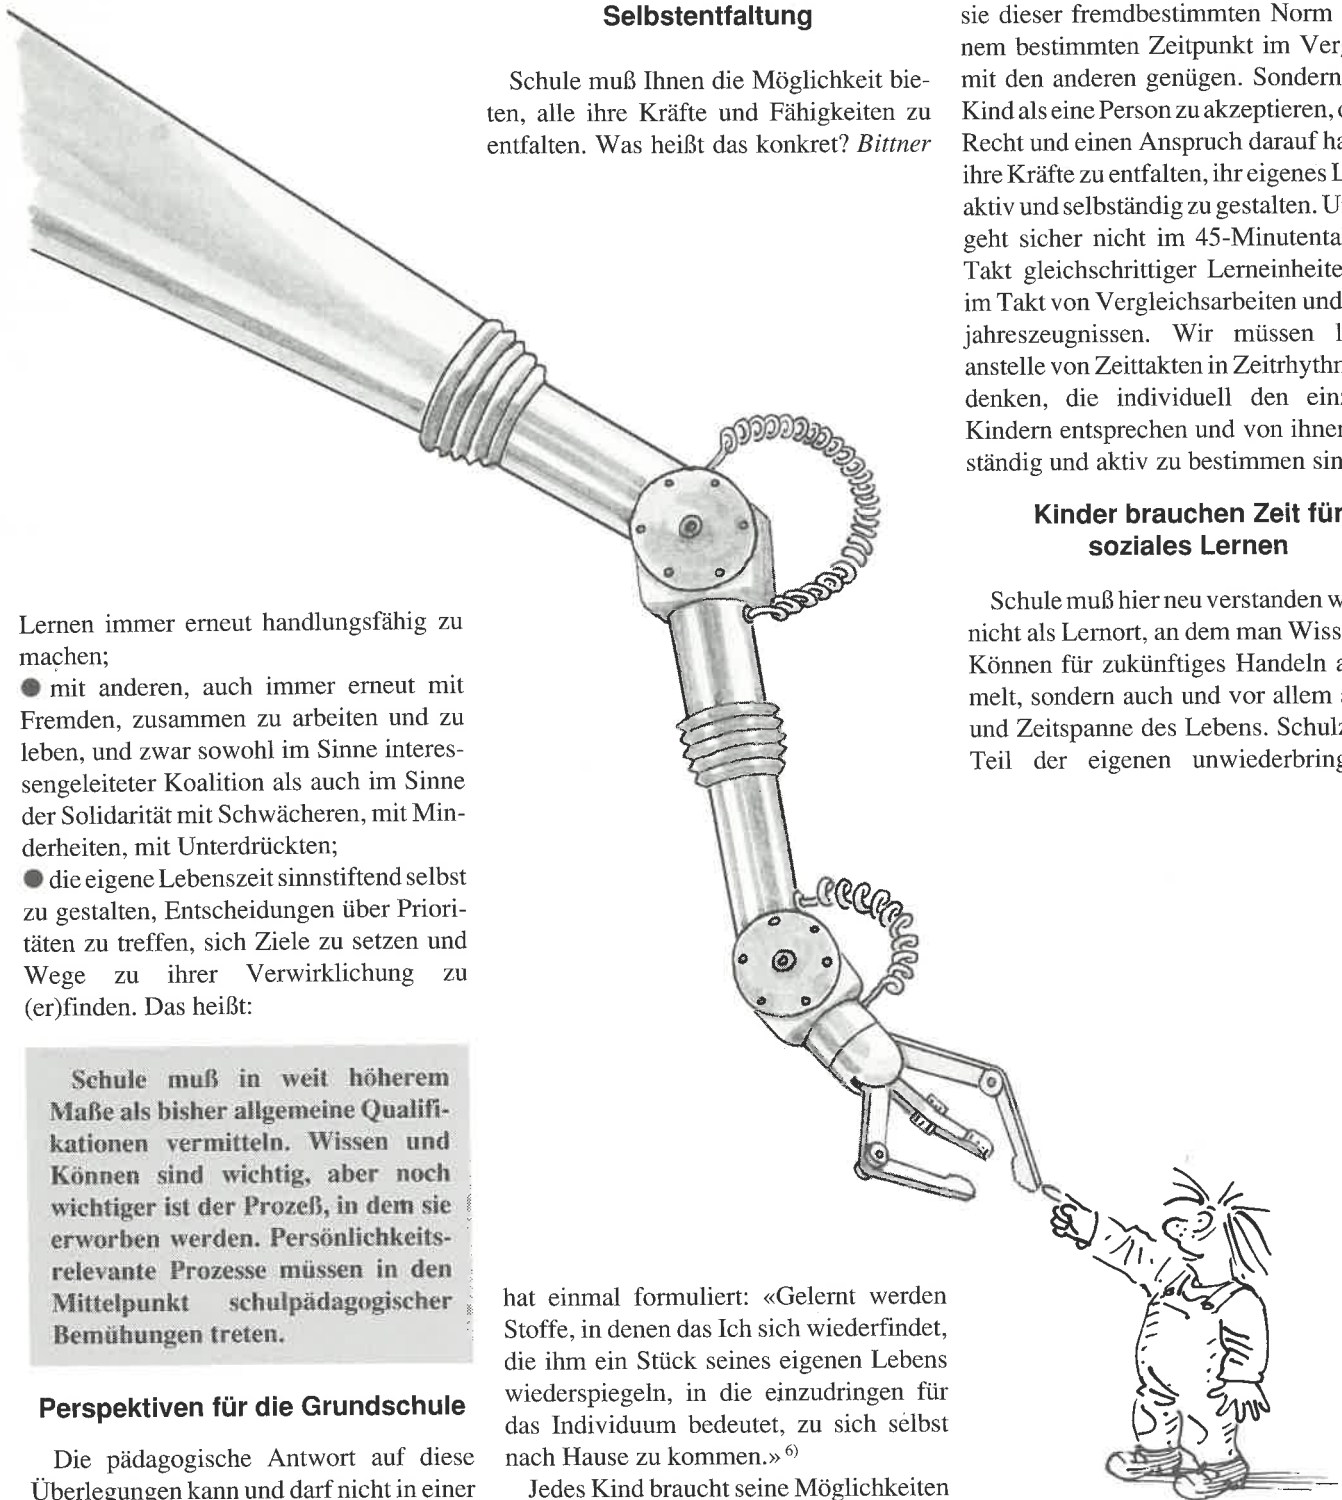 Lernen immer erneut handlungsfähig zu
machen;
● mit anderen, auch immer erneut mit
Fremden, zusammen zu arbeiten und zu
leben, und zwar sowohl im Sinne interes-
sengeleiteter Koalition als auch im Sinne
der Solidarität mit Schwächeren, mit Min-
derheiten, mit Unterdrückten;
● die eigene Lebenszeit sinnstiftend selbst
zu gestalten, Entscheidungen über Priori-
täten zu treffen, sich Ziele zu setzen und
Wege zu ihrer Verwirklichung zu
(er)finden. Das heißt:
Schule muß in weit höherem
Maße als bisher allgemeine Qualifi-
kationen vermitteln. Wissen und
Können sind wichtig, aber noch
wichtiger ist der Prozeß, in dem sie
erworben werden. Persönlichkeits-
relevante Prozesse müssen in den
Mittelpunkt schulpädagogischer
Bemühungen treten.
Perspektiven für die Grundschule
Die pädagogische Antwort auf diese
Überlegungen kann und darf nicht in einer
Selbstentfaltung
Schule muß Ihnen die Möglichkeit bie-
ten, alle ihre Kräfte und Fähigkeiten zu
entfalten. Was heißt das konkret? Bittner
hat einmal formuliert: «Gelernt werden
Stoffe, in denen das Ich sich wiederfindet,
die ihm ein Stück seines eigenen Lebens
wiederspiegeln, in die einzudringen für
das Individuum bedeutet, zu sich selbst
nach Hause zu kommen.» 6)
Jedes Kind braucht seine Möglichkeiten
sie dieser fremdbestimmten Norm
nem bestimmten Zeitpunkt im Ver
mit den anderen genügen. Sondern
Kind als eine Person zu akzeptieren,
Recht und einen Anspruch darauf ha
ihre Kräfte zu entfalten, ihr eigenes L
aktiv und selbständig zu gestalten. U
geht sicher nicht im 45-Minutenta
Takt gleichschrittiger Lerneinheite
im Takt von Vergleichsarbeiten und
jahreszeugnissen. Wir müssen l
anstelle von Zeittakten in Zeitrhythm
denken, die individuell den ein
Kindern entsprechen und von ihnen
ständig und aktiv zu bestimmen sin
Kinder brauchen Zeit für
soziales Lernen
Schule muß hier neu verstanden w
nicht als Lernort, an dem man Wiss
Können für zukünftiges Handeln a
melt, sondern auch und vor allem
und Zeitspanne des Lebens. Schulz
Teil der eigenen unwiederbring